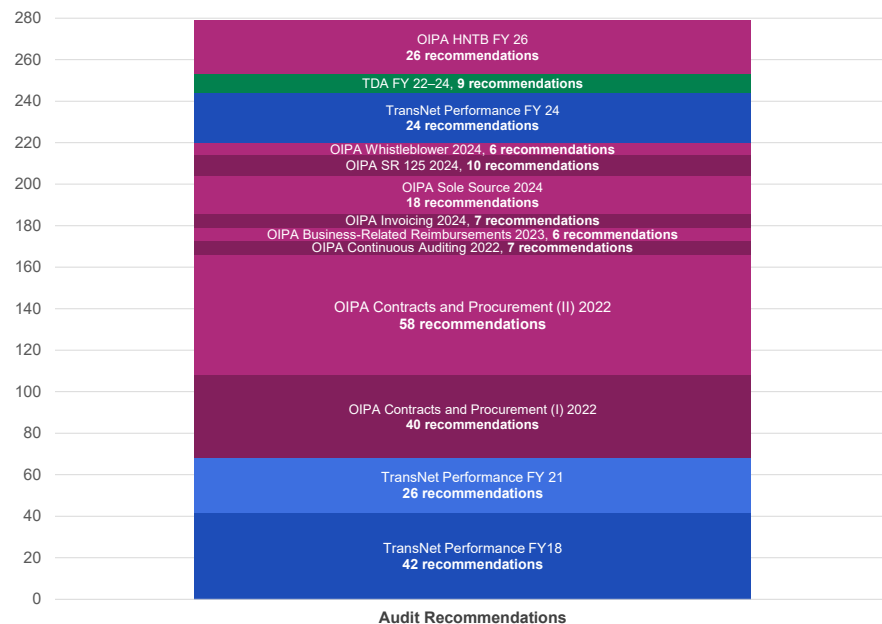 280
260
240
220
200
180
160
140
120
100
80
60
40
20
0
OIPA HNTB FY 26
26 recommendations
TDA FY 22–24, 9 recommendations
TransNet Performance FY 24
24 recommendations
OIPA Whistleblower 2024, 6 recommendations
OIPA SR 125 2024, 10 recommendations
OIPA Sole Source 2024
18 recommendations
OIPA Invoicing 2024, 7 recommendations
OIPA Business-Related Reimbursements 2023, 6 recommendations
OIPA Continuous Auditing 2022, 7 recommendations
OIPA Contracts and Procurement (II) 2022
58 recommendations
OIPA Contracts and Procurement (I) 2022
40 recommendations
TransNet Performance FY 21
26 recommendations
TransNet Performance FY18
42 recommendations
Audit Recommendations